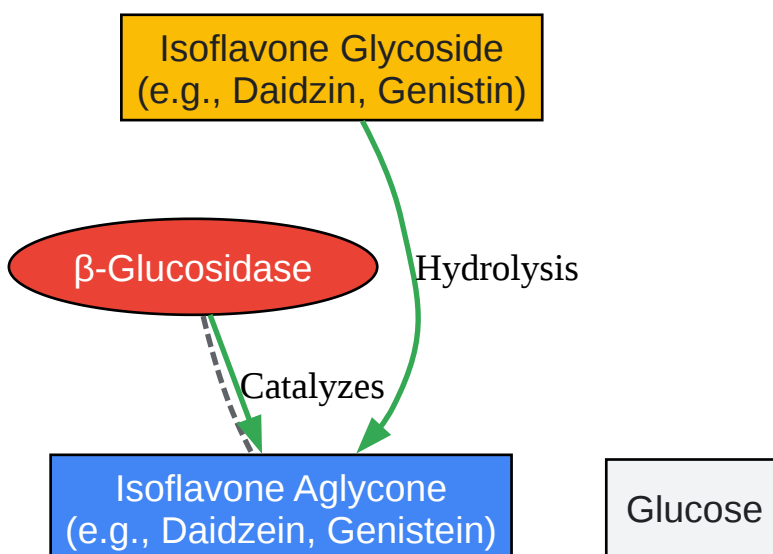 Isoflavone Glycoside
(e.g., Daidzin, Genistin)
β-Glucosidase
Hydrolysis
Catalyzes
Isoflavone Aglycone
(e.g., Daidzein, Genistein)
Glucose